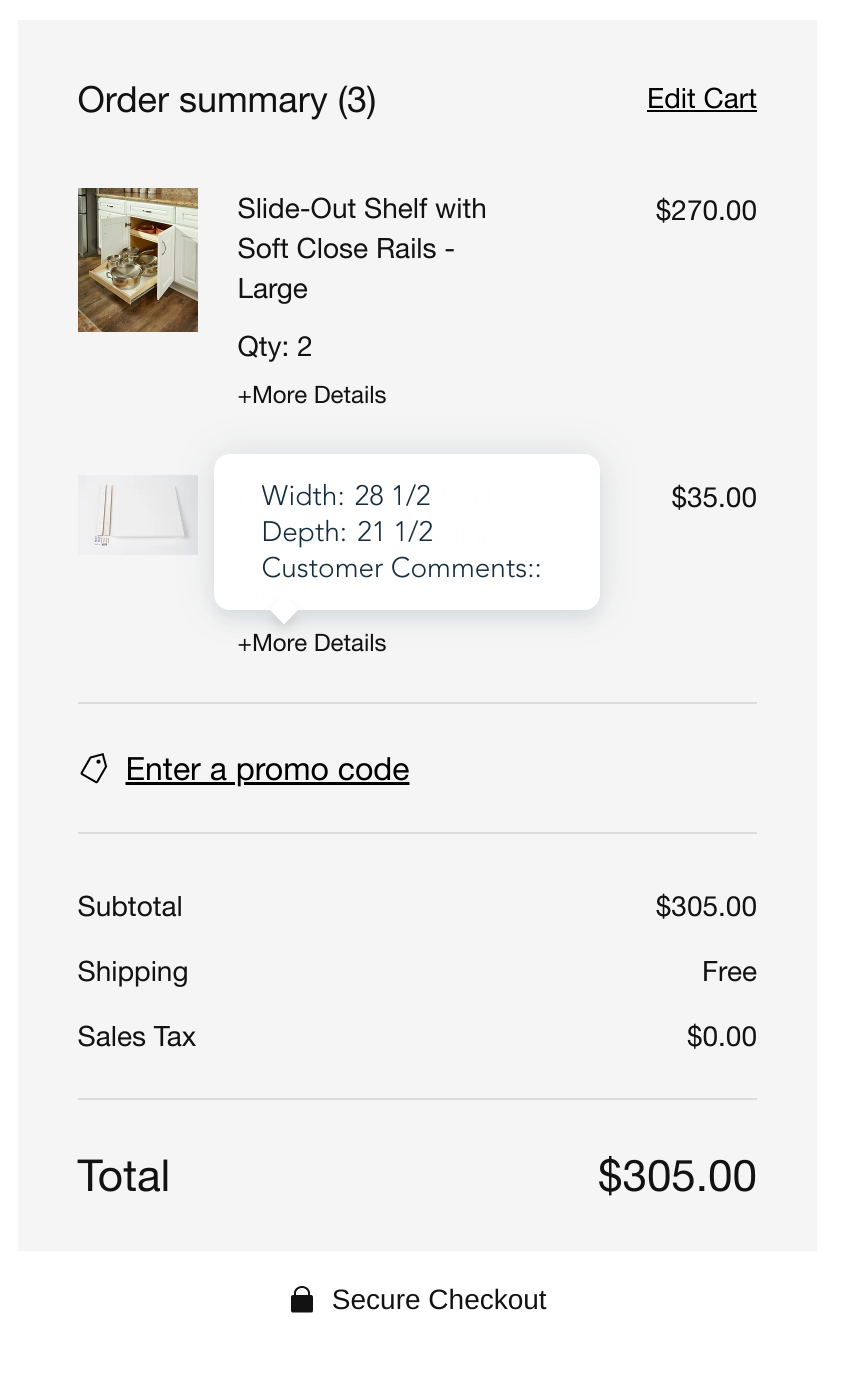 Order summary (3)
Edit Cart
Slide-Out Shelf with
Soft Close Rails -
Large
$270.00
Qty: 2
+More Details
Width: 28 1/2
Depth: 21 1/2
Customer Comments::
$35.00
+More Details
Enter a promo code
Subtotal
$305.00
Shipping
Free
Sales Tax
$0.00
Total
$305.00
Secure Checkout